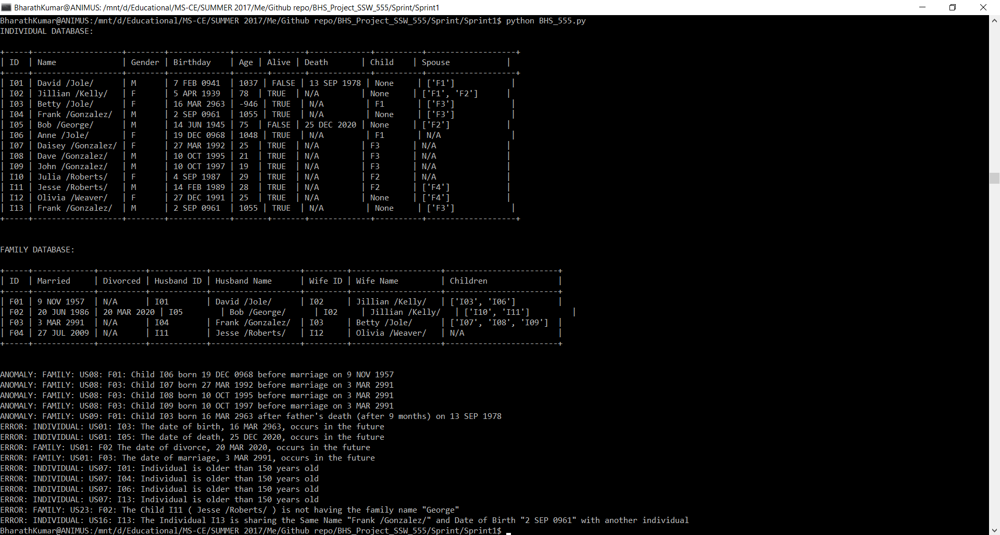 BharathKumar@ANIMUS: /mnt/d/Educational/MS-CE/SUMMER 2017/Me/Github repo/BHS_Project_SSW_555/Sprint/Sprint1
BharathKumar@ANIMUS:/mnt/d/Educational/MS-CE/SUMMER 2017/Me/Github repo/BHS_Project_SSW_555/Sprint/Sprint1$ python BHS_555.py
INDIVIDUAL DATABASE:
+-----+-------------------+--------+-------------+-------+-------+-------------+----------+-------------------+
| ID  | Name              | Gender | Birthday    | Age | Alive | Death       | Child    | Spouse            |
+-----+-------------------+--------+-------------+-------+-------+-------------+----------+-------------------+
| I01 | David /Jole/      | M      | 7 FEB 0941  | 1037 | FALSE | 13 SEP 1978 | None     | ['F1']            |
| I02 | Jillian /Kelly/   | F      | 5 APR 1939  | 78  | TRUE  | N/A         | None     | ['F1', 'F2']      |
| I03 | Betty /Jole/      | F      | 16 MAR 2963 | -946 | TRUE  | N/A         | F1       | ['F3']            |
| I04 | Frank /Gonzalez/  | M      | 2 SEP 0961  | 1055 | TRUE  | N/A         | None     | ['F3']            |
| I05 | Bob /George/      | M      | 14 JUN 1945 | 75  | FALSE | 25 DEC 2020 | None     | ['F2']            |
| I06 | Anne /Jole/       | F      | 19 DEC 0968 | 1048 | TRUE  | N/A         | F1       | N/A               |
| I07 | Daisey /Gonzalez/ | F      | 27 MAR 1992 | 25  | TRUE  | N/A         | F3       | N/A               |
| I08 | Dave /Gonzalez/   | M      | 10 OCT 1995 | 21  | TRUE  | N/A         | F3       | N/A               |
| I09 | John /Gonzalez/   | M      | 10 OCT 1997 | 19  | TRUE  | N/A         | F3       | N/A               |
| I10 | Julia /Roberts/   | F      | 4 SEP 1987  | 29  | TRUE  | N/A         | F2       | N/A               |
| I11 | Jesse /Roberts/   | M      | 14 FEB 1989 | 28  | TRUE  | N/A         | F2       | ['F4']            |
| I12 | Olivia /Weaver/   | F      | 27 DEC 1991 | 25  | TRUE  | N/A         | None     | ['F4']            |
| I13 | Frank /Gonzalez/  | M      | 2 SEP 0961  | 1055 | TRUE  | N/A         | None     | ['F3']            |
+-----+-------------------+--------+-------------+-------+-------+-------------+----------+-------------------+
FAMILY DATABASE:
+-----+-------------+----------+------------+-------------------+---------+-------------------+------------------------+
| ID  | Married     | Divorced | Husband ID | Husband Name      | Wife ID | Wife Name         | Children               |
+-----+-------------+----------+------------+-------------------+---------+-------------------+------------------------+
| F01 | 9 NOV 1957  | N/A      | I01        | David /Jole/      | I02     | Jillian /Kelly/   | ['I03', 'I06']         |
| F02 | 20 JUN 1986 | 20 MAR 2020 | I05        | Bob /George/      | I02     | Jillian /Kelly/   | ['I10', 'I11']         |
| F03 | 3 MAR 2991  | N/A      | I04        | Frank /Gonzalez/  | I03     | Betty /Jole/      | ['I07', 'I08', 'I09']  |
| F04 | 27 JUL 2009 | N/A      | I11        | Jesse /Roberts/   | I12     | Olivia /Weaver/   | N/A                    |
+-----+-------------+----------+------------+-------------------+---------+-------------------+------------------------+
ANOMALY: FAMILY: US08: F01: Child I06 born 19 DEC 0968 before marriage on 9 NOV 1957
ANOMALY: FAMILY: US08: F03: Child I07 born 27 MAR 1992 before marriage on 3 MAR 2991
ANOMALY: FAMILY: US08: F03: Child I08 born 10 OCT 1995 before marriage on 3 MAR 2991
ANOMALY: FAMILY: US08: F03: Child I09 born 10 OCT 1997 before marriage on 3 MAR 2991
ANOMALY: FAMILY: US09: F01: Child I03 born 16 MAR 2963 after father's death (after 9 months) on 13 SEP 1978
ERROR: INDIVIDUAL: US01: I03: The date of birth, 16 MAR 2963, occurs in the future
ERROR: INDIVIDUAL: US01: I05: The date of death, 25 DEC 2020, occurs in the future
ERROR: FAMILY: US01: F02 The date of divorce, 20 MAR 2020, occurs in the future
ERROR: FAMILY: US01: F03: The date of marriage, 3 MAR 2991, occurs in the future
ERROR: INDIVIDUAL: US07: I01: Individual is older than 150 years old
ERROR: INDIVIDUAL: US07: I04: Individual is older than 150 years old
ERROR: INDIVIDUAL: US07: I06: Individual is older than 150 years old
ERROR: INDIVIDUAL: US07: I13: Individual is older than 150 years old
ERROR: FAMILY: US23: F02: The Child I11 ( Jesse /Roberts/ ) is not having the family name "George"
ERROR: INDIVIDUAL: US16: I13: The Individual I13 is sharing the Same Name "Frank /Gonzalez/" and Date of Birth "2 SEP 0961" with another individual
BharathKumar@ANIMUS:/mnt/d/Educational/MS-CE/SUMMER 2017/Me/Github repo/BHS_Project_SSW_555/Sprint/Sprint1$